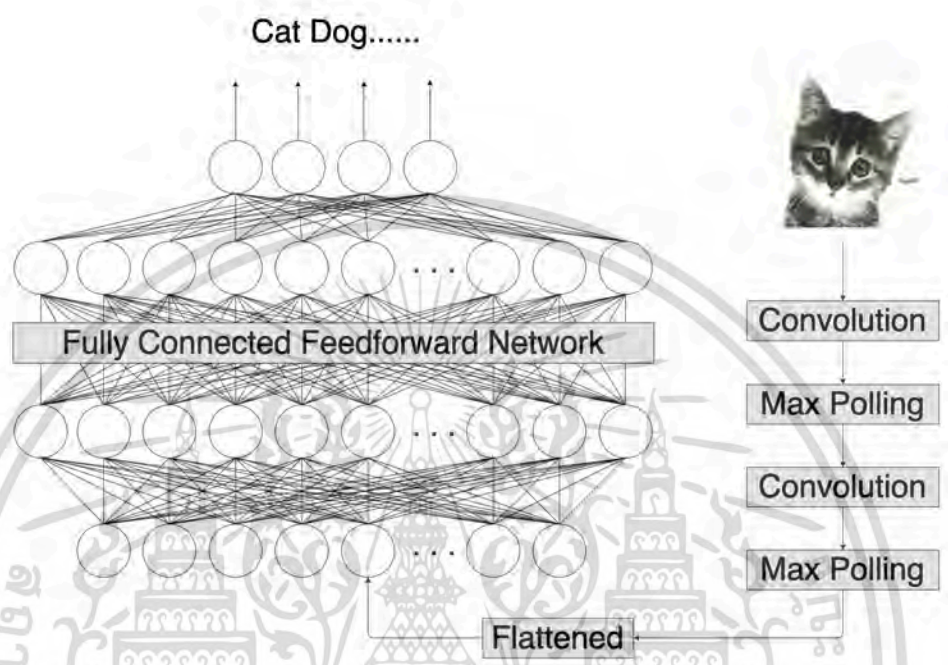 Cat Dog......
Convolution
Fully Connected Feedforward Network
Max Polling
Convolution
Max Polling
Flattened